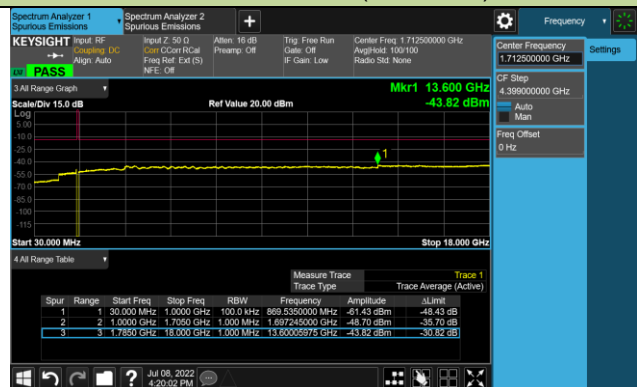 Spectrum Analyzer 1
Spurious Emissions
Spectrum Analyzer 2
Spurious Emissions
Frequency
KEYSIGHT
Input: RF
Coupling: DC
Align: Auto
Input Z: 50 Ω
Corr CCorr RCal
Freq Ref: Ext (S)
NFE: Off
Atten: 16 dB
Preamp: Off
Trig: Free Run
Gate: Off
IF Gain: Low
Center Freq: 1.712500000 GHz
Avg|Hold: 100/100
Radio Std: None
PASS
Center Frequency
1.712500000 GHz
Settings
CF Step
4.399000000 GHz
Auto
Man
Freq Offset
0 Hz
3 All Range Graph
Mkr1 13.600 GHz
Scale/Div 15.0 dB
Ref Value 20.00 dBm
-43.82 dBm
Log
5.00
-10.0
-25.0
-40.0
-55.0
-70.0
-85.0
-100
-115
1
Start 30.000 MHz
Stop 18.000 GHz
4 All Range Table
Measure Trace
Trace 1
Trace Type
Trace Average (Active)
Spur Range Start Freq Stop Freq RBW Frequency Amplitude ΔLimit
1 1 30.000 MHz 1.0000 GHz 100.0 kHz 869.5350000 MHz -61.43 dBm -48.43 dB
2 2 1.0000 GHz 1.7050 GHz 1.000 MHz 1.697245000 GHz -48.70 dBm -35.70 dB
3 3 1.7850 GHz 18.000 GHz 1.000 MHz 13.60005975 GHz -43.82 dBm -30.82 dB
Jul 08, 2022
4:20:02 PM